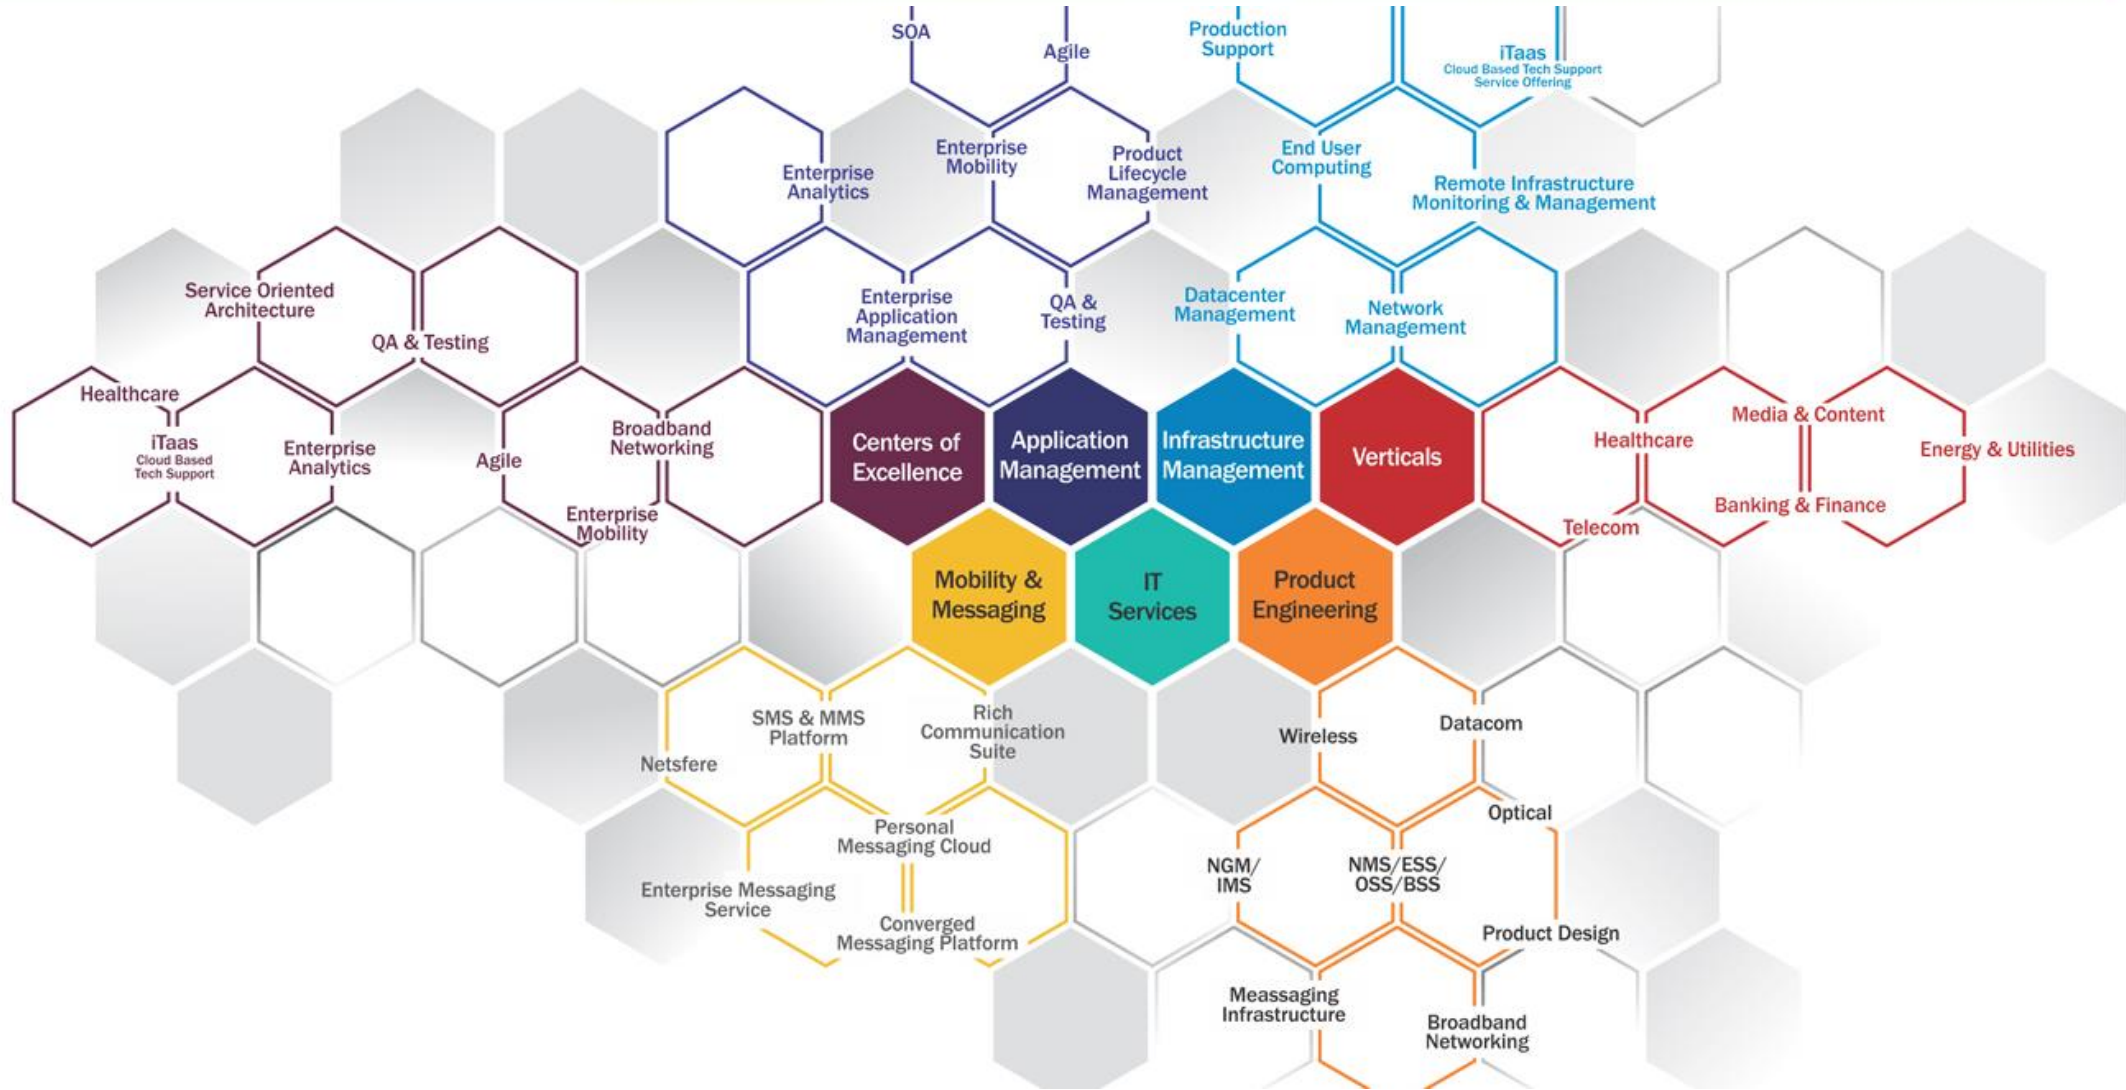 SOA
Agile
Production
Support
iTaas
Cloud Based Tech Support
Service Offering
Enterprise
Analytics
Enterprise
Mobility
Product
Lifecycle
Management
End User
Computing
Remote Infrastructure
Monitoring & Management
Service Oriented
Architecture
QA & Testing
Enterprise
Application
Management
QA &
Testing
Datacenter
Management
Network
Management
Healthcare
iTaas
Cloud Based
Tech Support
Enterprise
Analytics
Agile
Broadband
Networking
Enterprise
Mobility
Centers of
Excellence
Application
Management
Infrastructure
Management
Verticals
Healthcare
Media & Content
Energy & Utilities
Banking & Finance
Telecom
Mobility &
Messaging
IT
Services
Product
Engineering
SMS & MMS
Platform
Rich
Communication
Suite
Netsfere
Personal
Messaging Cloud
Enterprise Messaging
Service
Converged
Messaging Platform
Wireless
Datacom
Optical
NGM/
IMS
NMS/ESS/
OSS/BSS
Product Design
Meassaging
Infrastructure
Broadband
Networking